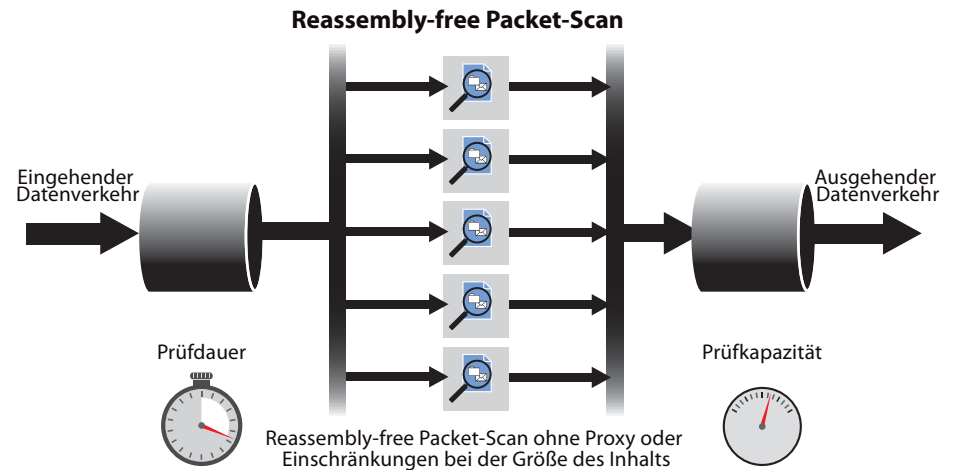 Reassembly-free Packet-Scan
Eingehender
Datenverkehr
Ausgehender
Datenverkehr
Prüfdauer
Prüfkapazität
Reassembly-free Packet-Scan ohne Proxy oder
Einschränkungen bei der Größe des Inhalts